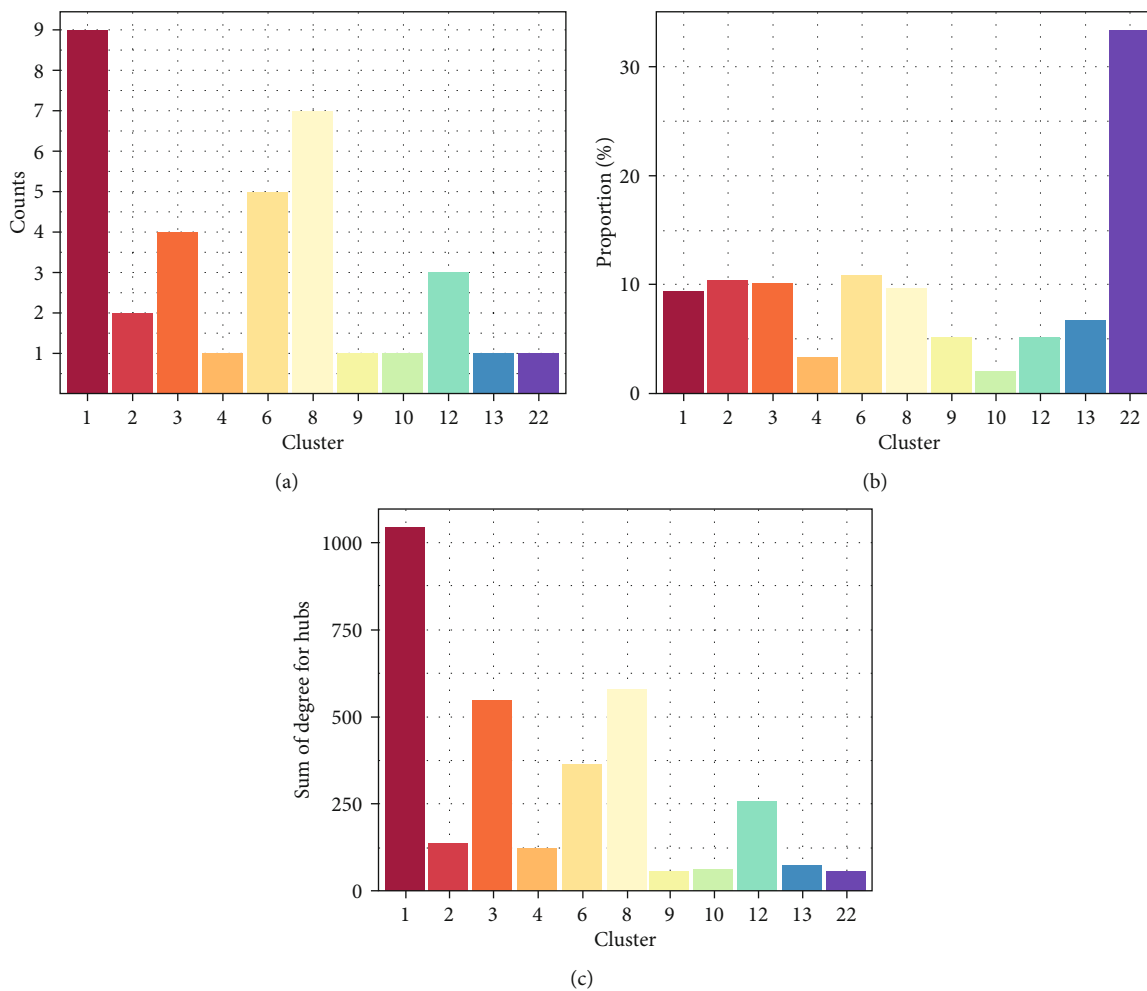 9
8
7
6
5
4
3
2
1
Counts
1 2 3 4 6 8 9 10 12 13 22
Cluster
(a)
30
20
10
0
Proportion (%)
1 2 3 4 6 8 9 10 12 13 22
Cluster
(b)
1000
750
500
250
0
Sum of degree for hubs
1 2 3 4 6 8 9 10 12 13 22
Cluster
(c)